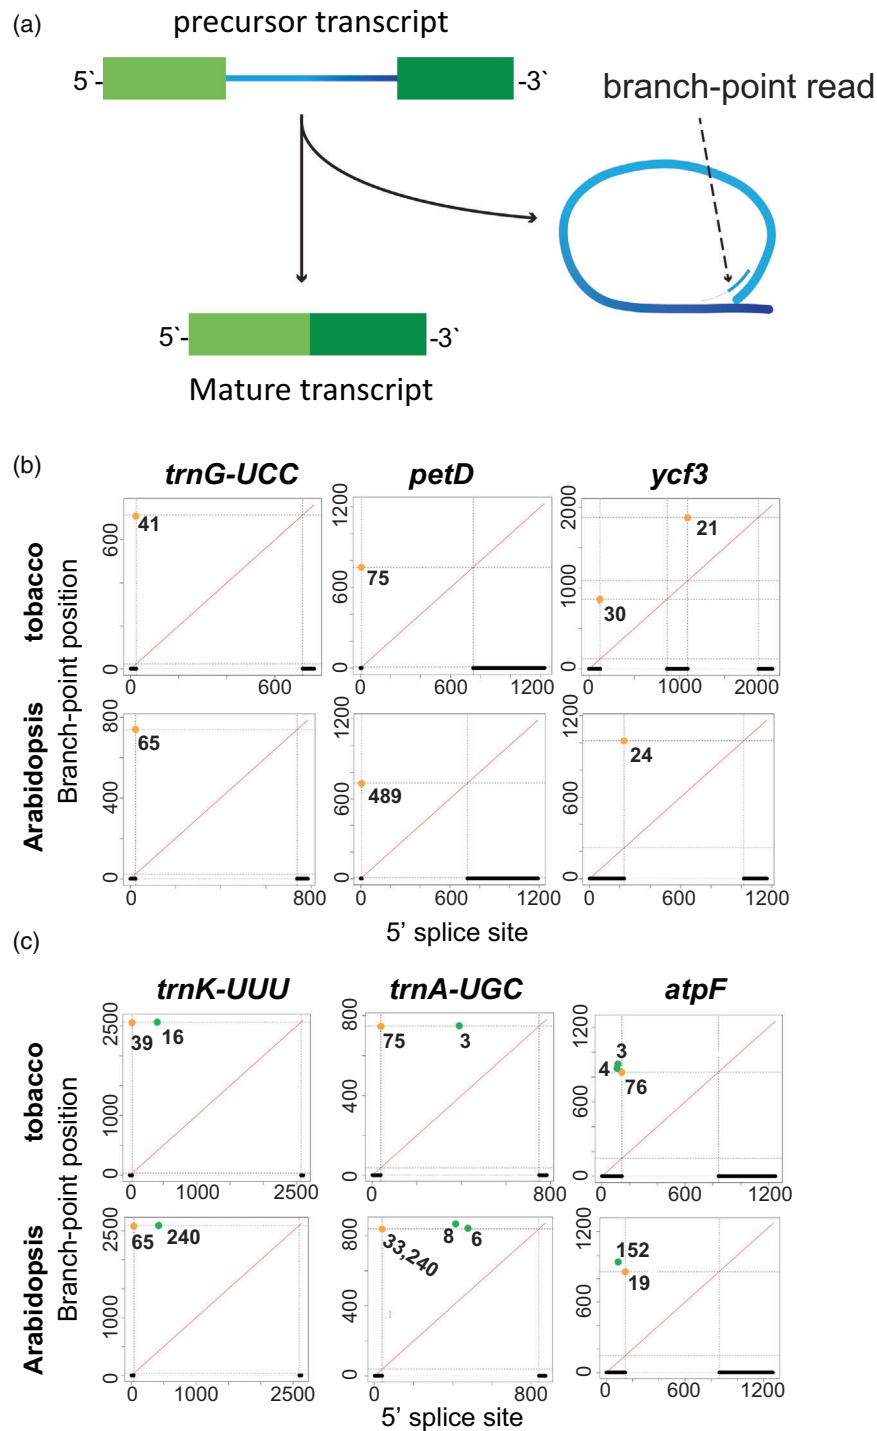 (a)
precursor transcript
5`-
-3`
branch-point read
5`-
-3`
Mature transcript
(b)
trnG-UCC petD ycf3
tobacco
Arabidopsis
Branch-point position
0 600
41
0 600
0 600 1200
75
0 600 1200
0 1000 2000
21
30
0 1000 2000
0 400 800
65
0 800
0 600 1200
489
0 600 1200
0 600 1200
24
0 600 1200
5' splice site
(c)
trnK-UUU trnA-UGC atpF
tobacco
Arabidopsis
Branch-point position
0 1000 2500
39 16
0 1000 2500
0 400 800
75 3
0 400 800
0 600 1200
3
4
76
0 600 1200
0 1000 2500
65 240
0 1000 2500
0 400 800
33,240
8 6
0 400 800
0 600 1200
152
19
0 600 1200
5' splice site